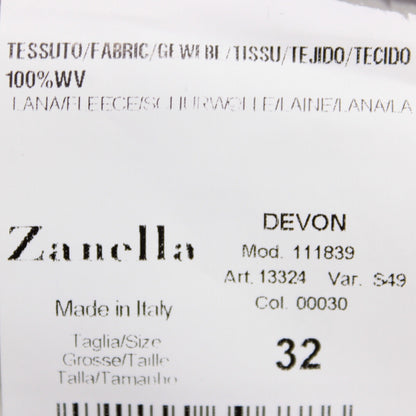 TESSUTO/FABRIC/GEWEBE/TISSU/TEJIDO/TECIDO
100%WV
LANA/FLEECE/SCHURWOLLE/LAINE/LANA/LA
Zanella
DEVON
Mod. 111839
Art. 13324 Var. S49
Col. 00030
Made in Italy
Taglia/Size
Grosse/Taille
Talla/Tamanho
32